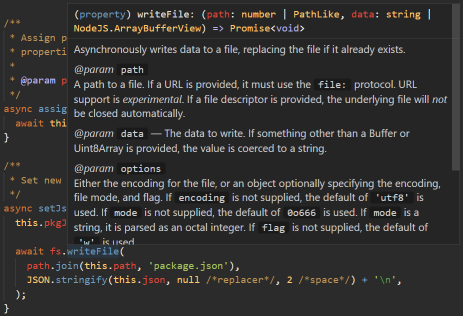 /**
(property) writeFile: (path: number | PathLike, data: string |
NodeJS.ArrayBufferView) => Promise<void>
* Assign p
* properti
Asynchronously writes data to a file, replacing the file if it already exists.
*
* @param p
@param path
*/
A path to a file. If a URL is provided, it must use the file: protocol. URL
async assig
support is experimental. If a file descriptor is provided, the underlying file will not
await thi
be closed automatically.
}
@param data — The data to write. If something other than a Buffer or
Uint8Array is provided, the value is coerced to a string.
/**
@param options
* Set new
Either the encoding for the file, or an object optionally specifying the encoding,
*/
file mode, and flag. If encoding is not supplied, the default of 'utf8' is
async setJs
used. If mode is not supplied, the default of 0o666 is used. If mode is a
this.pkgJ
string, it is parsed as an octal integer. If flag is not supplied, the default of
'w' is used
await fs.writeFile(
path.join(this.path, 'package.json'),
JSON.stringify(this.json, null /*replacer*/, 2 /*space*/) + '\n',
);
}